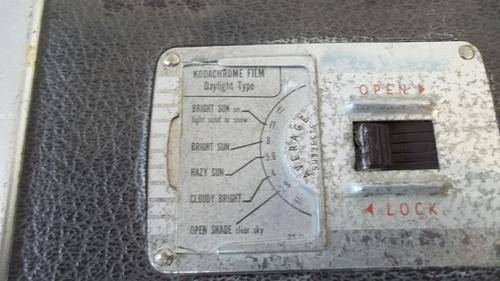 KODACHROME FILM
Daylight Type
BRIGHT SUN on
light sand or snow
BRIGHT SUN
HAZY SUN
CLOUDY BRIGHT
OPEN SHADE clear sky
11
8
5.6
4
AVERAGE
OPEN
LOCK